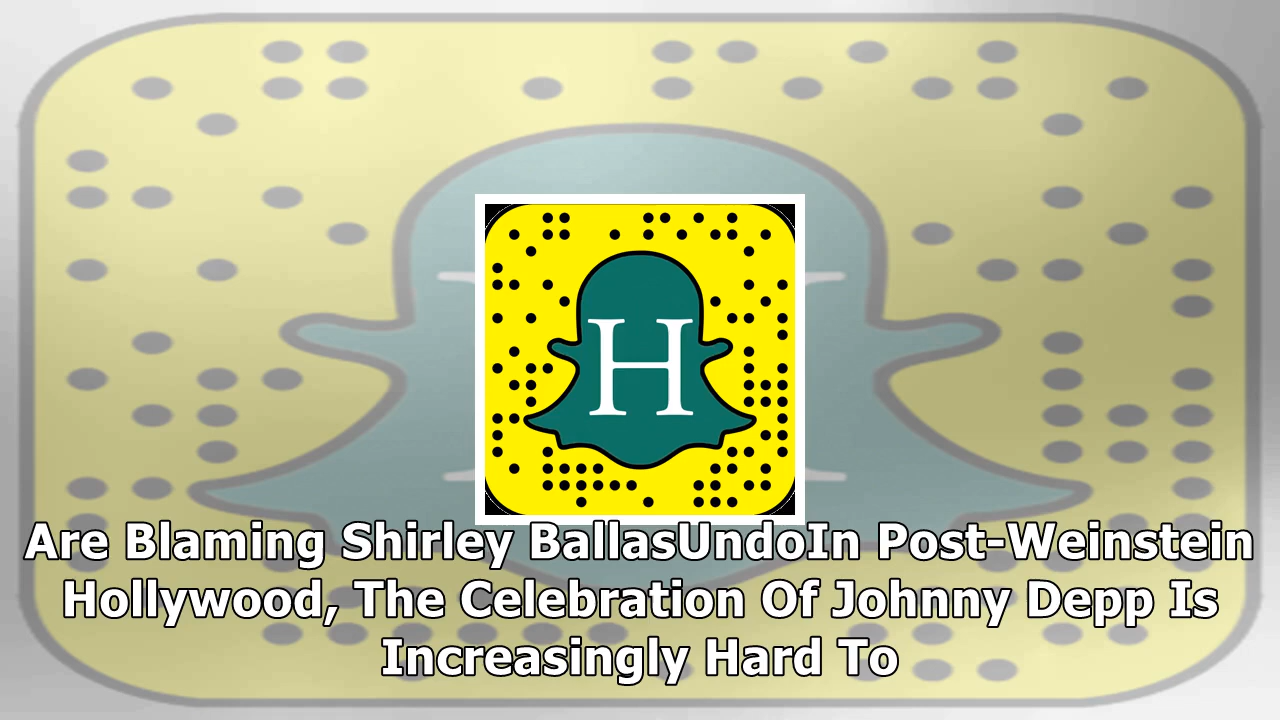 H
Are Blaming Shirley BallasUndoIn Post-Weinstein
Hollywood, The Celebration Of Johnny Depp Is
Increasingly Hard To